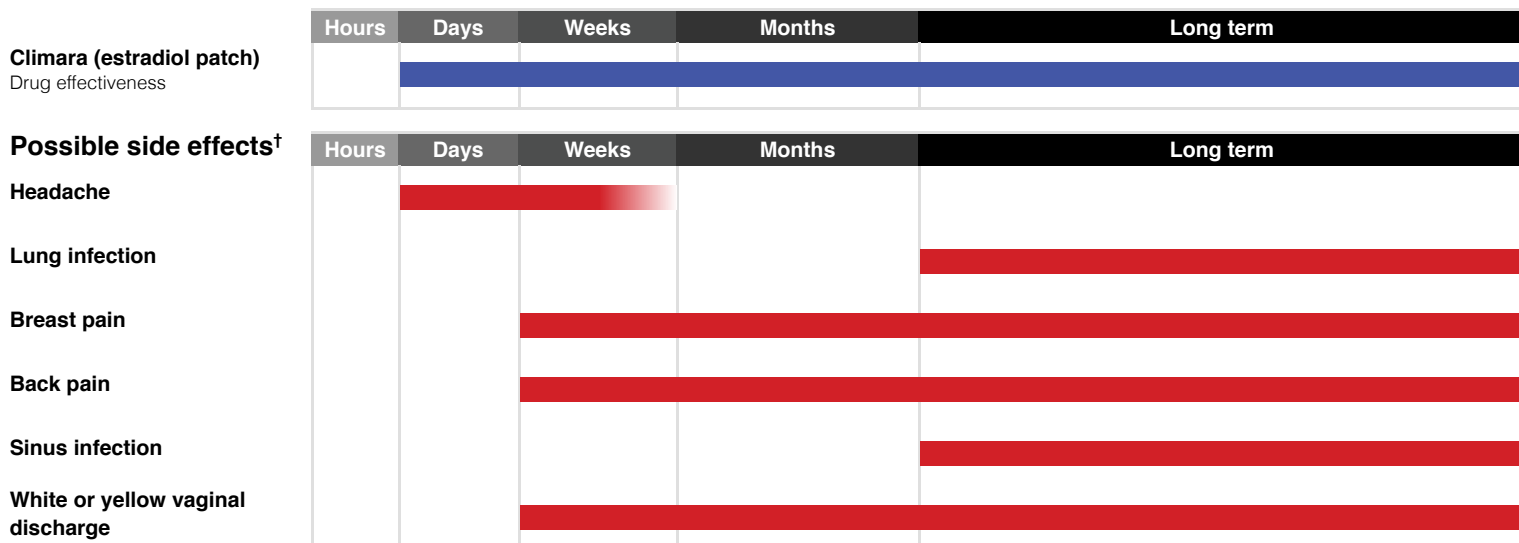 Hours Days Weeks Months Long term
Climara (estradiol patch)
Drug effectiveness
Possible side effects† Hours Days Weeks Months Long term
Headache
Lung infection
Breast pain
Back pain
Sinus infection
White or yellow vaginal
discharge